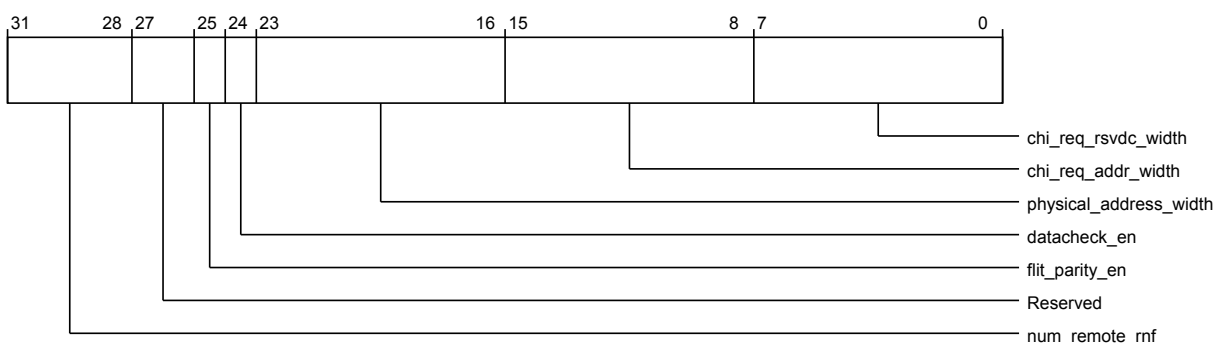 31 28 27 25 24 23 16 15 8 7 0
chi_req_rsvdc_width
chi_req_addr_width
physical_address_width
datacheck_en
flit_parity_en
Reserved
num_remote_rnf